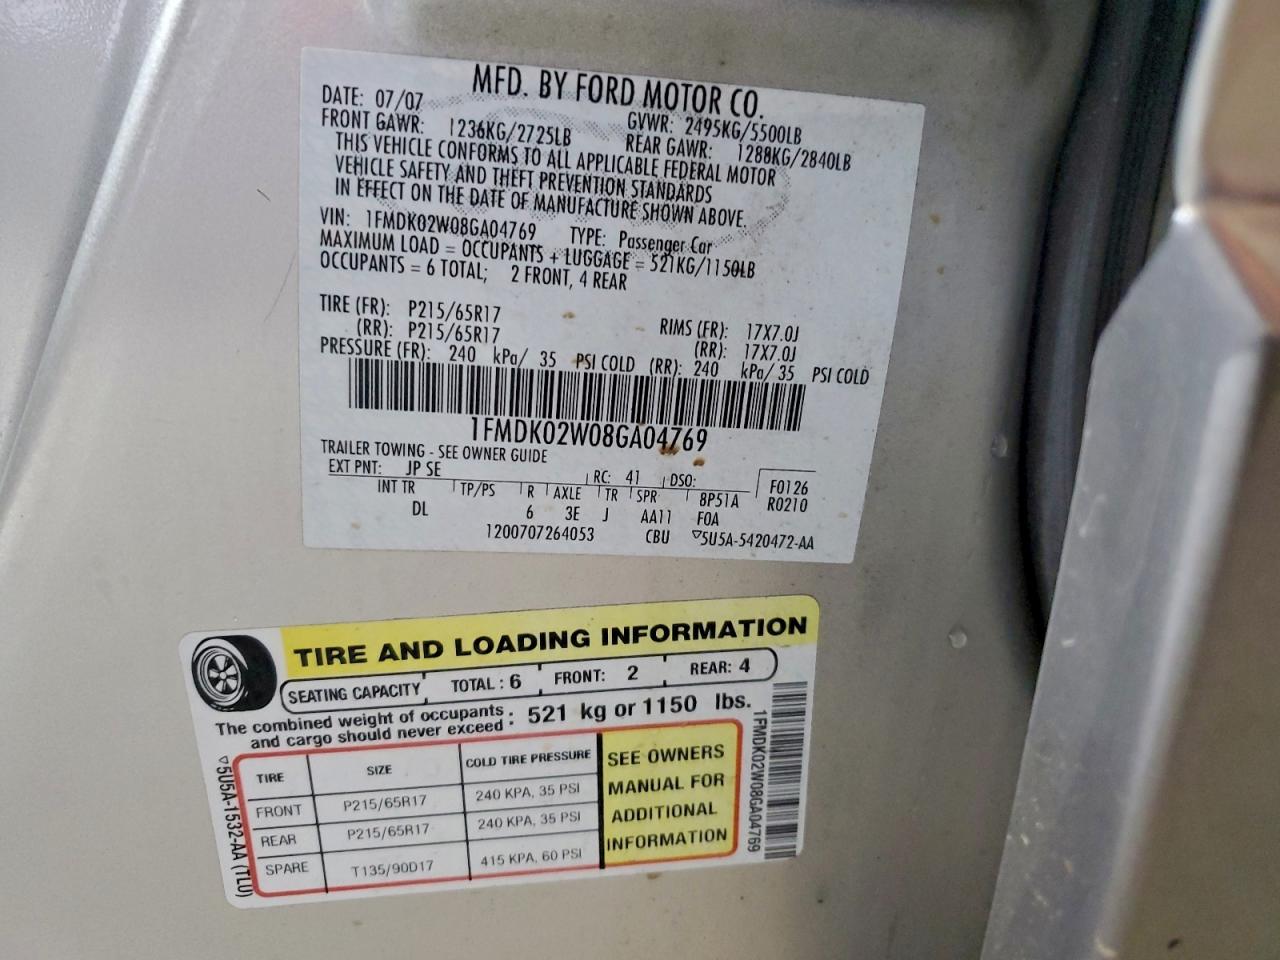 MFD. BY FORD MOTOR CO.
DATE: 07/07 GVWR: 2495KG/5500LB
FRONT GAWR: 1236KG/2725LB REAR GAWR: 1288KG/2840LB
THIS VEHICLE CONFORMS TO ALL APPLICABLE FEDERAL MOTOR
VEHICLE SAFETY AND THEFT PREVENTION STANDARDS
IN EFFECT ON THE DATE OF MANUFACTURE SHOWN ABOVE.
VIN: 1FMDK02W08GA04769 TYPE: Passenger Car
MAXIMUM LOAD = OCCUPANTS + LUGGAGE = 521KG/1150LB
OCCUPANTS = 6 TOTAL; 2 FRONT, 4 REAR
TIRE (FR): P215/65R17 RIMS (FR): 17X7.0J
(RR): P215/65R17 (RR): 17X7.0J
PRESSURE (FR): 240 kPa/ 35 PSI COLD (RR): 240 kPa/ 35 PSI COLD
1FMDK02W08GA04769
TRAILER TOWING - SEE OWNER GUIDE
EXT PNT: JP SE RC: 41 DSO: F0126
INT TR TP/PS R AXLE TR SPR 8P51A R0210
DL 6 3E J AA11 FOA
1200707264053 CBU ▽5U5A-5420472-AA
TIRE AND LOADING INFORMATION
SEATING CAPACITY TOTAL : 6 FRONT: 2 REAR: 4
The combined weight of occupants and cargo should never exceed : 521 kg or 1150 lbs.
TIRE SIZE COLD TIRE PRESSURE
FRONT P215/65R17 240 KPA, 35 PSI
REAR P215/65R17 240 KPA, 35 PSI
SPARE T135/90D17 415 KPA, 60 PSI
SEE OWNERS
MANUAL FOR
ADDITIONAL
INFORMATION
▽5U5A-1532-AA (TLU)
1FMDK02W08GA04769